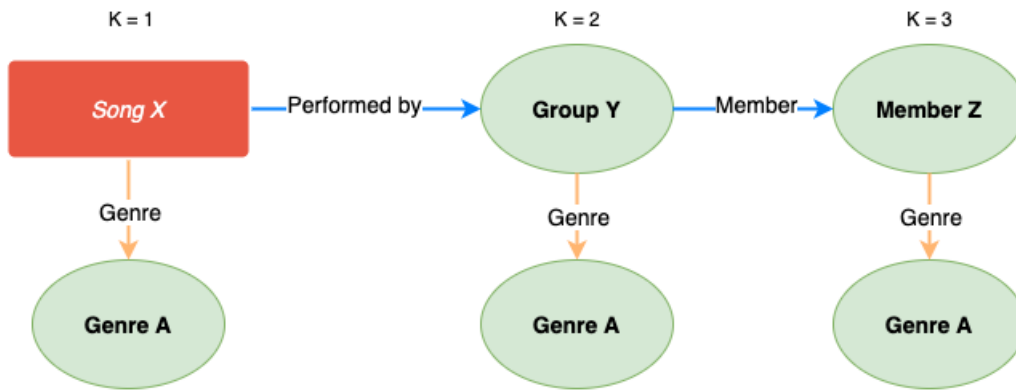 K = 1
K = 2
K = 3
Song X
Performed by
Group Y
Member
Member Z
Genre
Genre
Genre
Genre A
Genre A
Genre A